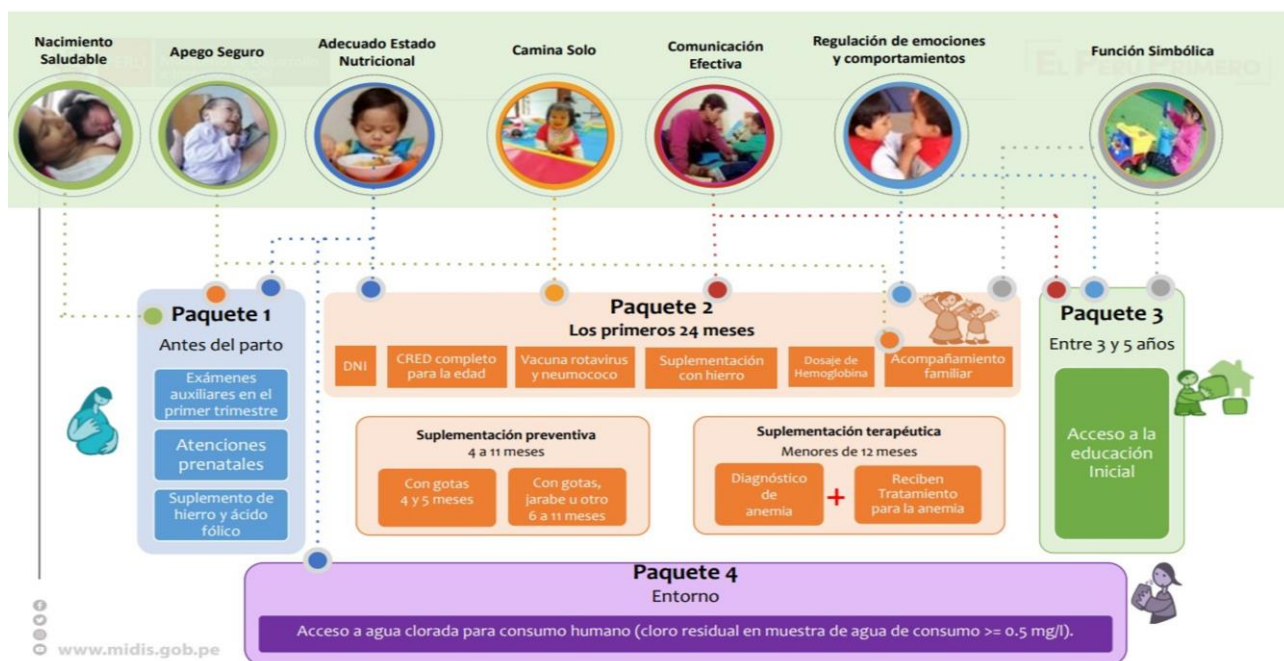 Nacimiento
Saludable
Apego Seguro
Adecuado Estado
Nutricional
Camina Solo
Comunicación
Efectiva
Regulación de emociones
y comportamientos
Función Simbólica
EL PERÚ PRIMERO
Paquete 1
Antes del parto
Exámenes
auxiliares en el
primer trimestre
Atenciones
prenatales
Suplemento de
hierro y ácido
fólico
Paquete 2
Los primeros 24 meses
DNI
CRED completo
para la edad
Vacuna rotavirus
y neumococo
Suplementación
con hierro
Dosaje de
Hemoglobina
Acompañamiento
familiar
Suplementación preventiva
4 a 11 meses
Con gotas
4 y 5 meses
Con gotas,
jarabe u otro
6 a 11 meses
Suplementación terapéutica
Menores de 12 meses
Diagnóstico
de
anemia
+
Reciben
Tratamiento
para la anemia
Paquete 3
Entre 3 y 5 años
Acceso a la
educación
Inicial
Paquete 4
Entorno
Acceso a agua clorada para consumo humano (cloro residual en muestra de agua de consumo >= 0.5 mg/l).
www.midis.gob.pe